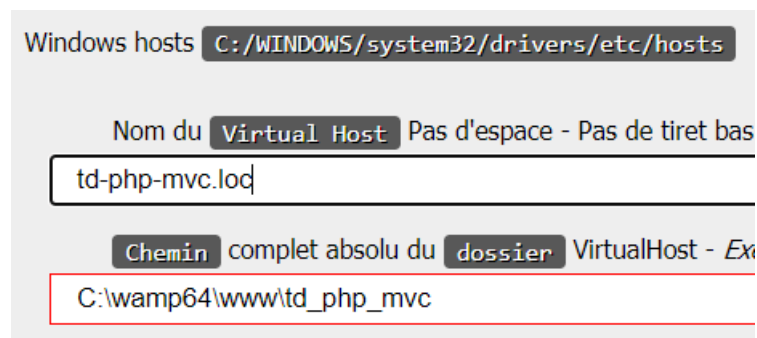 Windows hosts C:/WINDOWS/system32/drivers/etc/hosts
Nom du Virtual Host Pas d'espace - Pas de tiret bas
td-php-mvc.loc
Chemin complet absolu du dossier VirtualHost -
C:\wamp64\www\td_php_mvc